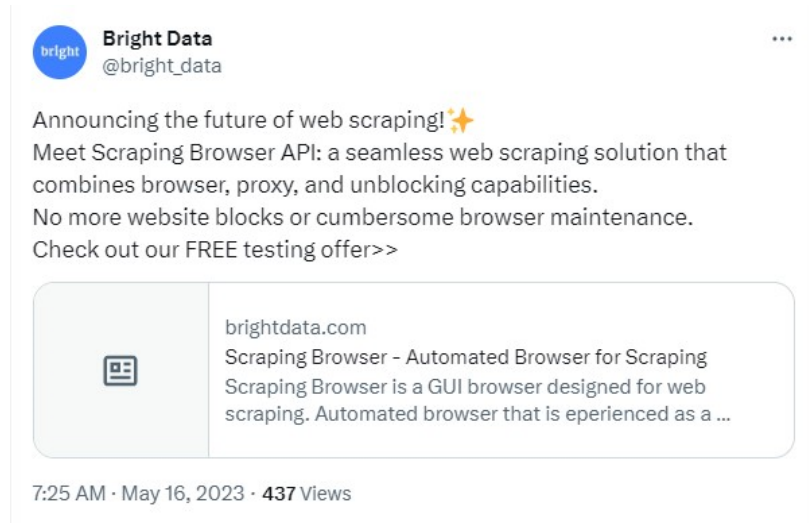 bright
Bright Data
@bright_data
Announcing the future of web scraping!✨
Meet Scraping Browser API: a seamless web scraping solution that
combines browser, proxy, and unblocking capabilities.
No more website blocks or cumbersome browser maintenance.
Check out our FREE testing offer>>
brightdata.com
Scraping Browser - Automated Browser for Scraping
Scraping Browser is a GUI browser designed for web
scraping. Automated browser that is eperienced as a ...
7:25 AM · May 16, 2023 · 437 Views